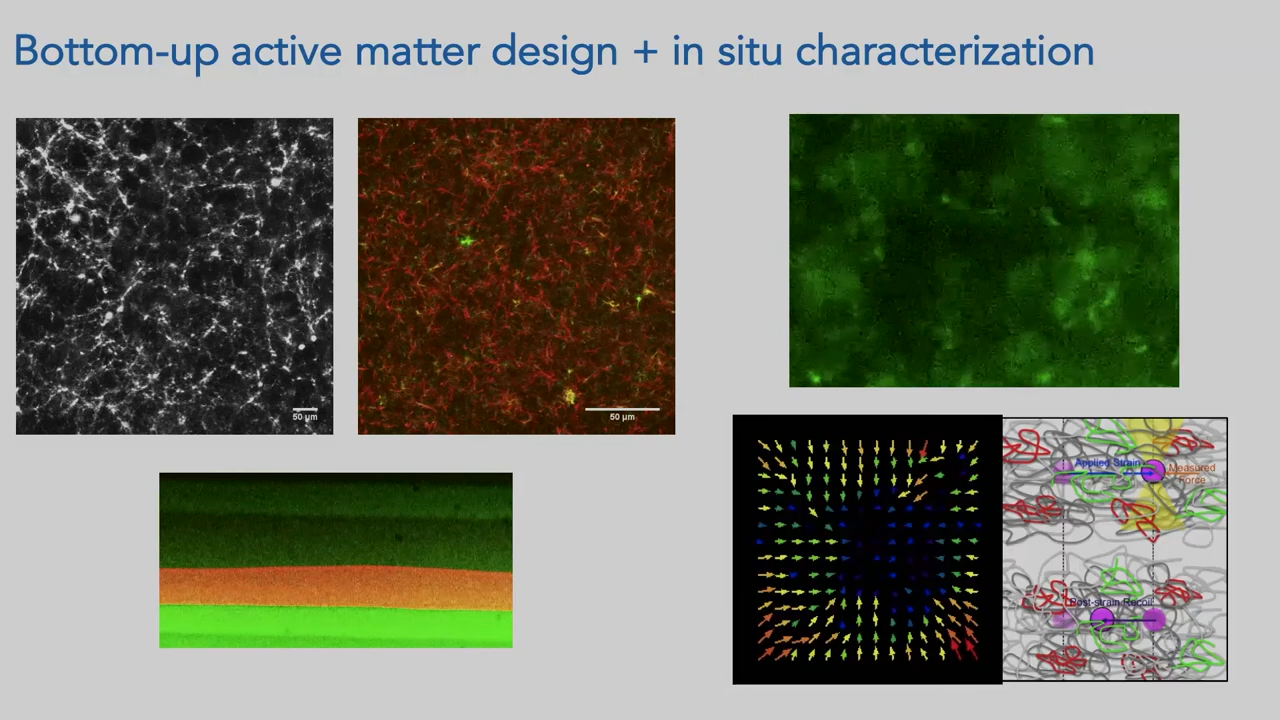 Bottom-up active matter design + in situ characterization
50 μm
50 μm
Applied Strain
Measured
Force
Post-strain Recoil